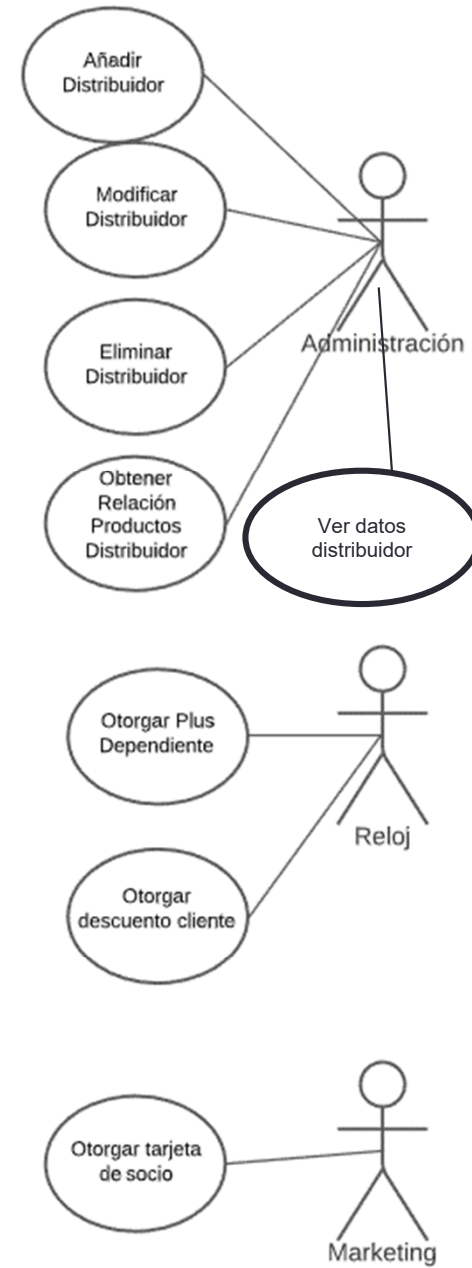 Añadir
Distribuidor
Modificar
Distribuidor
Eliminar
Distribuidor
Administración
Obtener
Relación
Productos
Distribuidor
Ver datos
distribuidor
Otorgar Plus
Dependiente
Reloj
Otorgar
descuento cliente
Otorgar tarjeta
de socio
Marketing